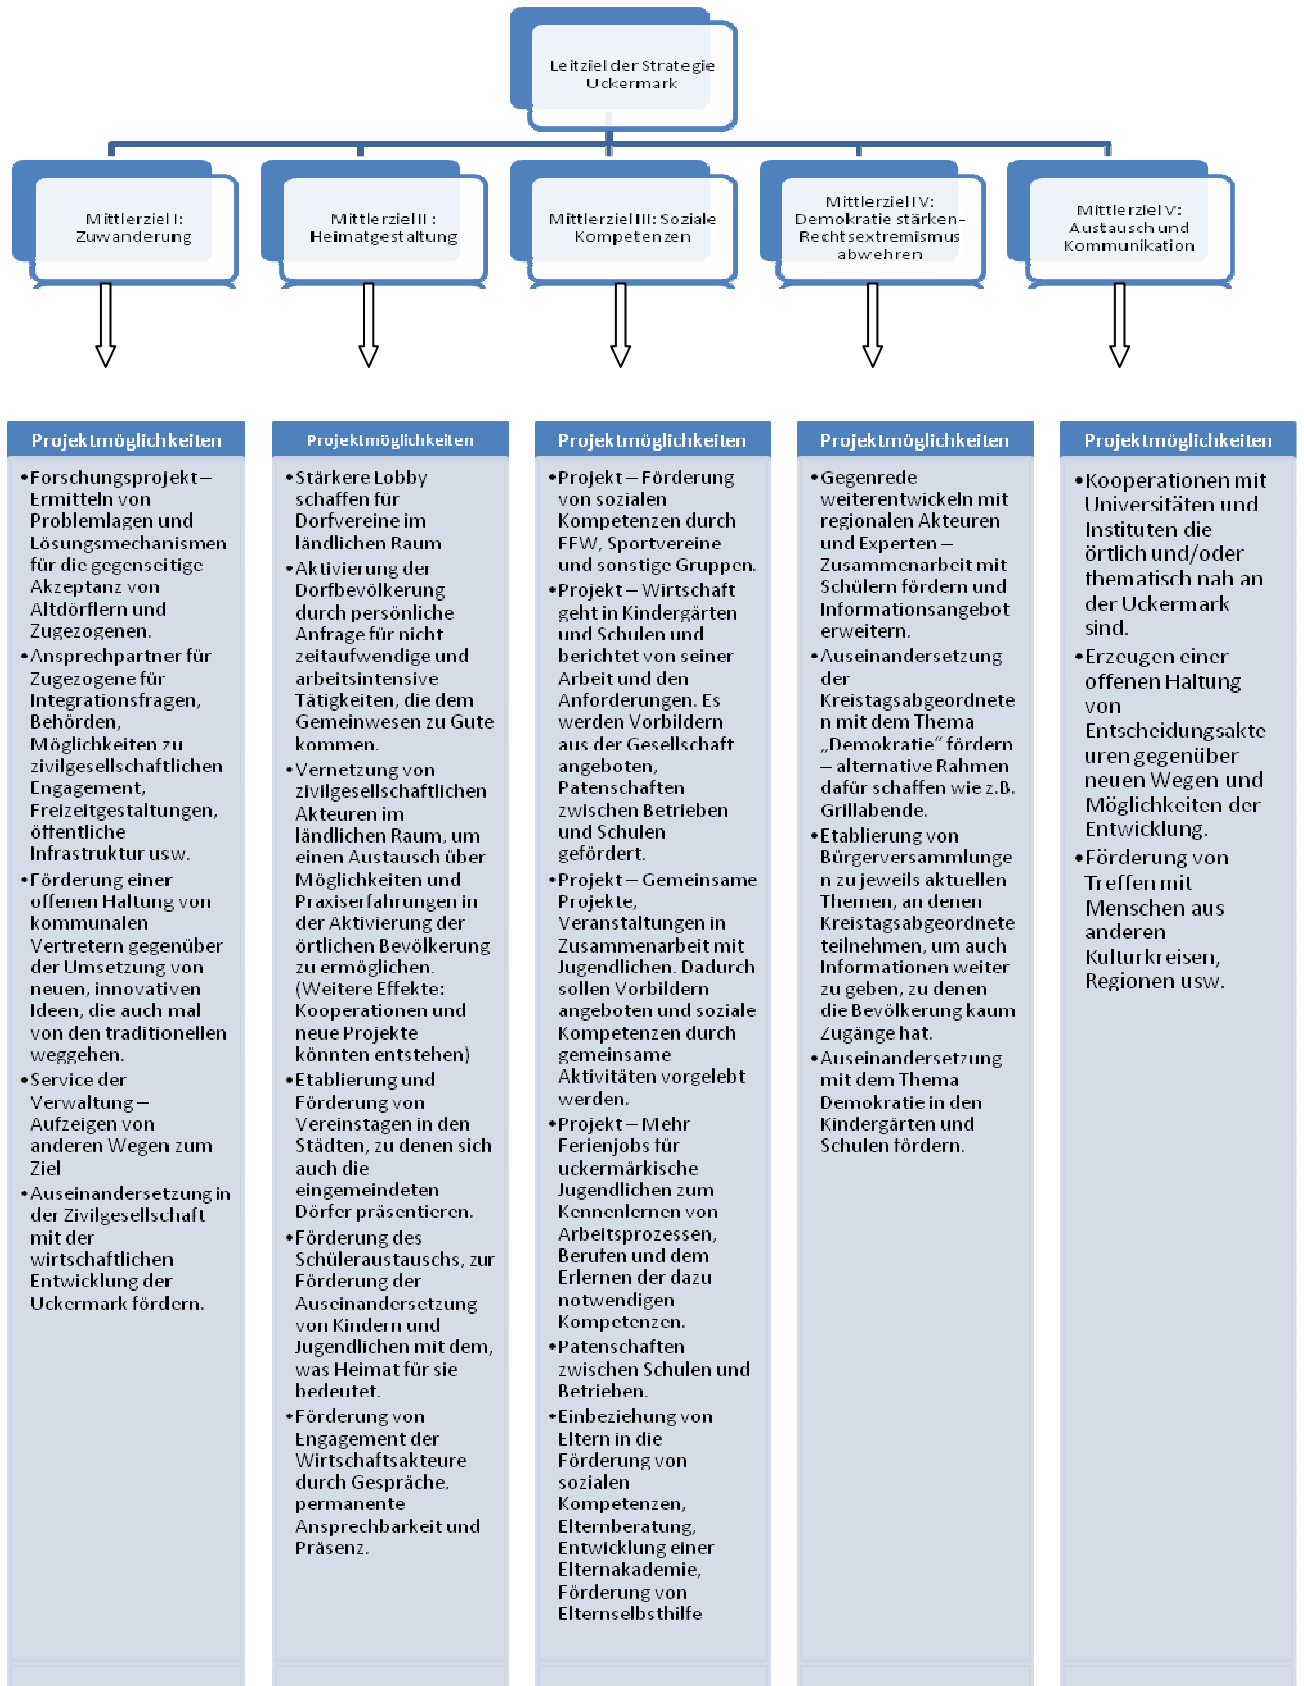 Leitziel der Strategie
Uckermark
Mittlerziel I:
Zuwanderung
Mittlerziel II :
Heimatgestaltung
Mittlerziel III: Soziale
Kompetenzen
Mittlerziel IV:
Demokratie stärken–
Rechtsextremismus
abwehren
Mittlerziel V:
Austausch und
Kommunikation
Projektmöglichkeiten
•Forschungsprojekt –
Ermitteln von
Problemlagen und
Lösungsmechanismen
für die gegenseitige
Akzeptanz von
Altdörflern und
Zugezogenen.
•Ansprechpartner für
Zugezogene für
Integrationsfragen,
Behörden,
Möglichkeiten zu
zivilgesellschaftlichen
Engagement,
Freizeitgestaltungen,
öffentliche
Infrastruktur usw.
•Förderung einer
offenen Haltung von
kommunalen
Vertretern gegenüber
der Umsetzung von
neuen, innovativen
Ideen, die auch mal
von den traditionellen
weggehen.
•Service der
Verwaltung –
Aufzeigen von
anderen Wegen zum
Ziel
•Auseinandersetzung in
der Zivilgesellschaft
mit der
wirtschaftlichen
Entwicklung der
Uckermark fördern.
Projektmöglichkeiten
•Stärkere Lobby
schaffen für
Dorfvereine im
ländlichen Raum
•Aktivierung der
Dorfbevölkerung
durch persönliche
Anfrage für nicht
zeitaufwendige und
arbeitsintensive
Tätigkeiten, die dem
Gemeinwesen zu Gute
kommen.
•Vernetzung von
zivilgesellschaftlichen
Akteuren im
ländlichen Raum, um
einen Austausch über
Möglichkeiten und
Praxiserfahrungen in
der Aktivierung der
örtlichen Bevölkerung
zu ermöglichen.
(Weitere Effekte:
Kooperationen und
neue Projekte
könnten entstehen)
•Etablierung und
Förderung von
Vereinstagen in den
Städten, zu denen sich
auch die
eingemeindeten
Dörfer präsentieren.
•Förderung des
Schüleraustauschs, zur
Förderung der
Auseinandersetzung
von Kindern und
Jugendlichen mit dem,
was Heimat für sie
bedeutet.
•Förderung von
Engagement der
Wirtschaftsakteure
durch Gespräche,
permanente
Ansprechbarkeit und
Präsenz.
Projektmöglichkeiten
•Projekt – Förderung
von sozialen
Kompetenzen durch
FFW, Sportvereine
und sonstige Gruppen.
•Projekt – Wirtschaft
geht in Kindergärten
und Schulen und
berichtet von seiner
Arbeit und den
Anforderungen. Es
werden Vorbildern
aus der Gesellschaft
angeboten,
Patenschaften
zwischen Betrieben
und Schulen
gefördert.
•Projekt – Gemeinsame
Projekte,
Veranstaltungen in
Zusammenarbeit mit
Jugendlichen. Dadurch
sollen Vorbildern
angeboten und soziale
Kompetenzen durch
gemeinsame
Aktivitäten vorgelebt
werden.
•Projekt – Mehr
Ferienjobs für
uckermärkische
Jugendlichen zum
Kennenlernen von
Arbeitsprozessen,
Berufen und dem
Erlernen der dazu
notwendigen
Kompetenzen.
•Patenschaften
zwischen Schulen und
Betrieben.
•Einbeziehung von
Eltern in die
Förderung von
sozialen
Kompetenzen,
Elternberatung,
Entwicklung einer
Elternakademie,
Förderung von
Elternselbsthilfe
Projektmöglichkeiten
•Gegenrede
weiterentwickeln mit
regionalen Akteuren
und Experten –
Zusammenarbeit mit
Schülern fördern und
Informationsangebot
erweitern.
•Auseinandersetzung
der
Kreistagsabgeordnete
n mit dem Thema
„Demokratie“ fördern
– alternative Rahmen
dafür schaffen wie z.B.
Grillabende.
•Etablierung von
Bürgerversammlunge
n zu jeweils aktuellen
Themen, an denen
Kreistagsabgeordnete
teilnehmen, um auch
Informationen weiter
zu geben, zu denen
die Bevölkerung kaum
Zugänge hat.
•Auseinandersetzung
mit dem Thema
Demokratie in den
Kindergärten und
Schulen fördern.
Projektmöglichkeiten
•Kooperationen mit
Universitäten und
Instituten die
örtlich und/oder
thematisch nah an
der Uckermark
sind.
•Erzeugen einer
offenen Haltung
von
Entscheidungsakte
uren gegenüber
neuen Wegen und
Möglichkeiten der
Entwicklung.
•Förderung von
Treffen mit
Menschen aus
anderen
Kulturkreisen,
Regionen usw.